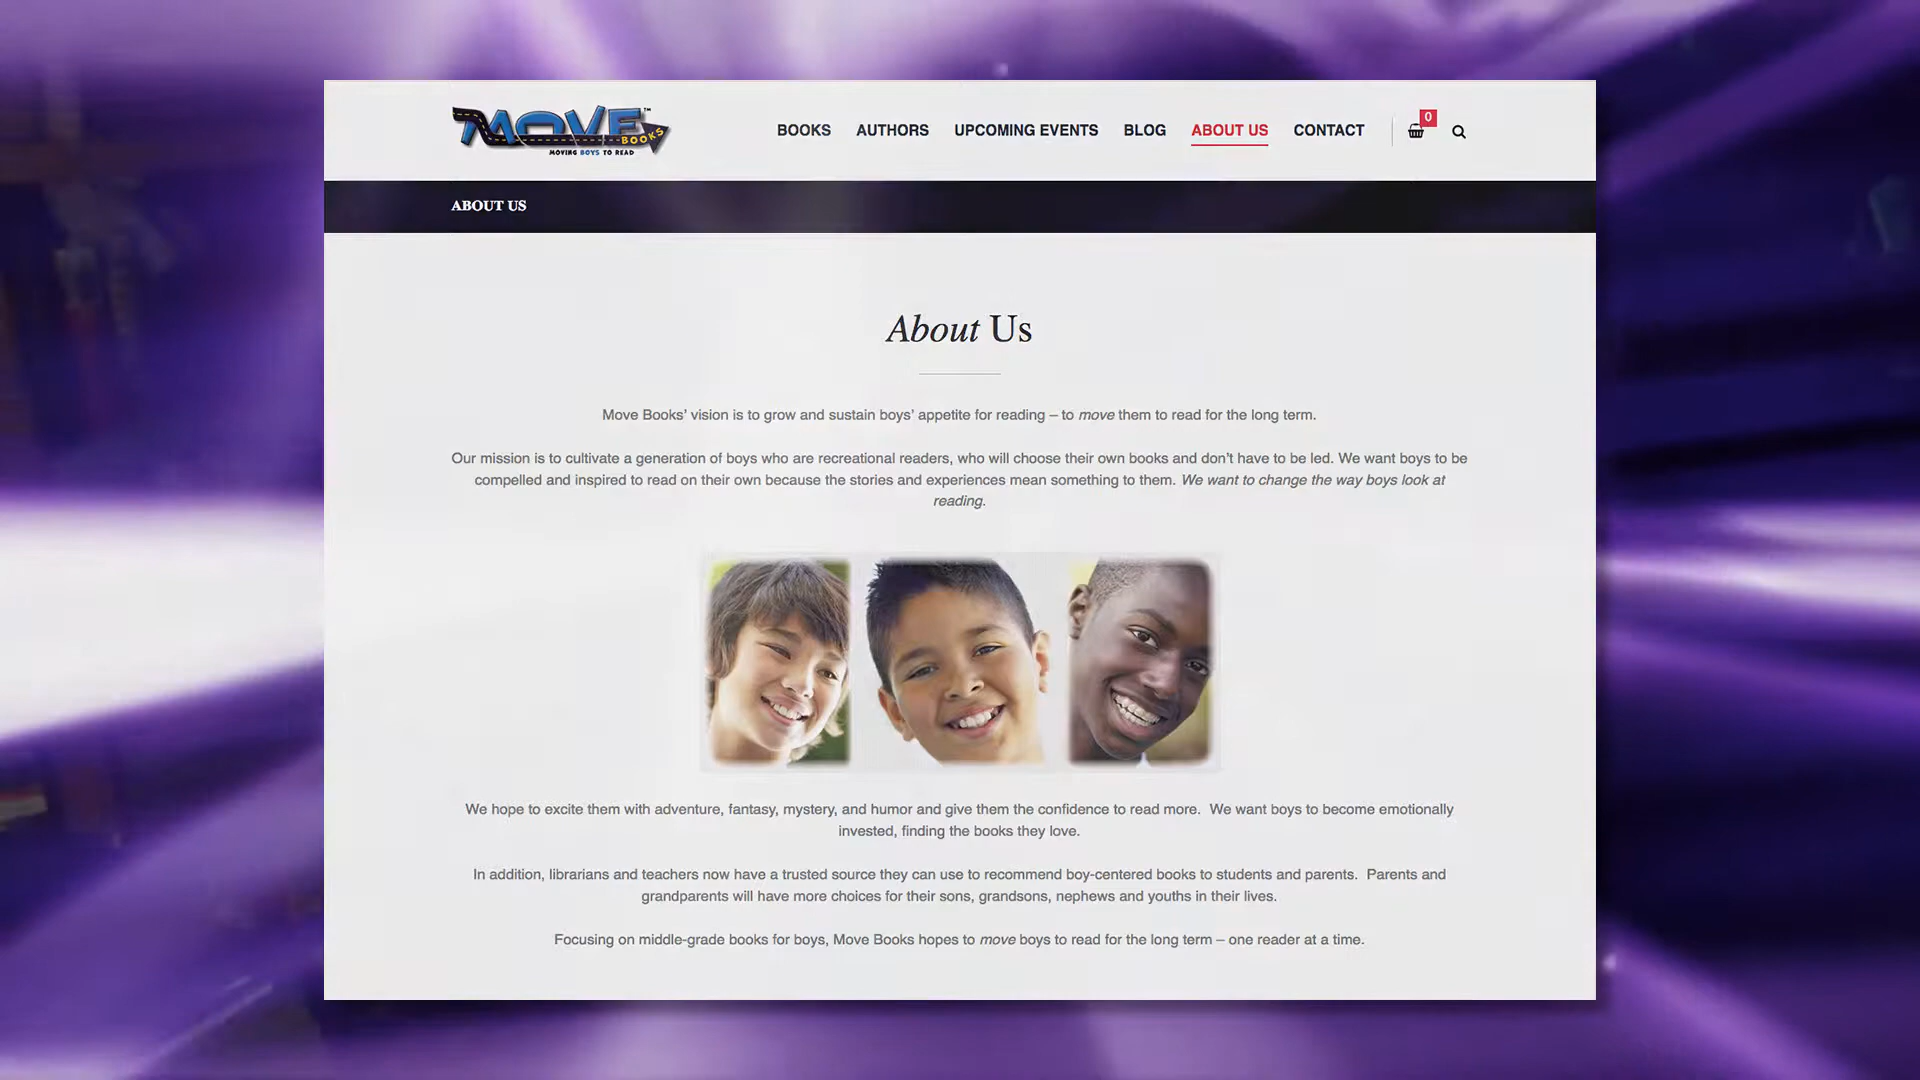 MOVE™
BOOKS
MOVING BOYS TO READ
BOOKS AUTHORS UPCOMING EVENTS BLOG ABOUT US CONTACT 0
ABOUT US
About Us
Move Books’ vision is to grow and sustain boys’ appetite for reading – to move them to read for the long term.
Our mission is to cultivate a generation of boys who are recreational readers, who will choose their own books and don’t have to be led. We want boys to be
compelled and inspired to read on their own because the stories and experiences mean something to them. We want to change the way boys look at
reading.
We hope to excite them with adventure, fantasy, mystery, and humor and give them the confidence to read more.  We want boys to become emotionally
invested, finding the books they love.
In addition, librarians and teachers now have a trusted source they can use to recommend boy-centered books to students and parents.  Parents and
grandparents will have more choices for their sons, grandsons, nephews and youths in their lives.
Focusing on middle-grade books for boys, Move Books hopes to move boys to read for the long term – one reader at a time.